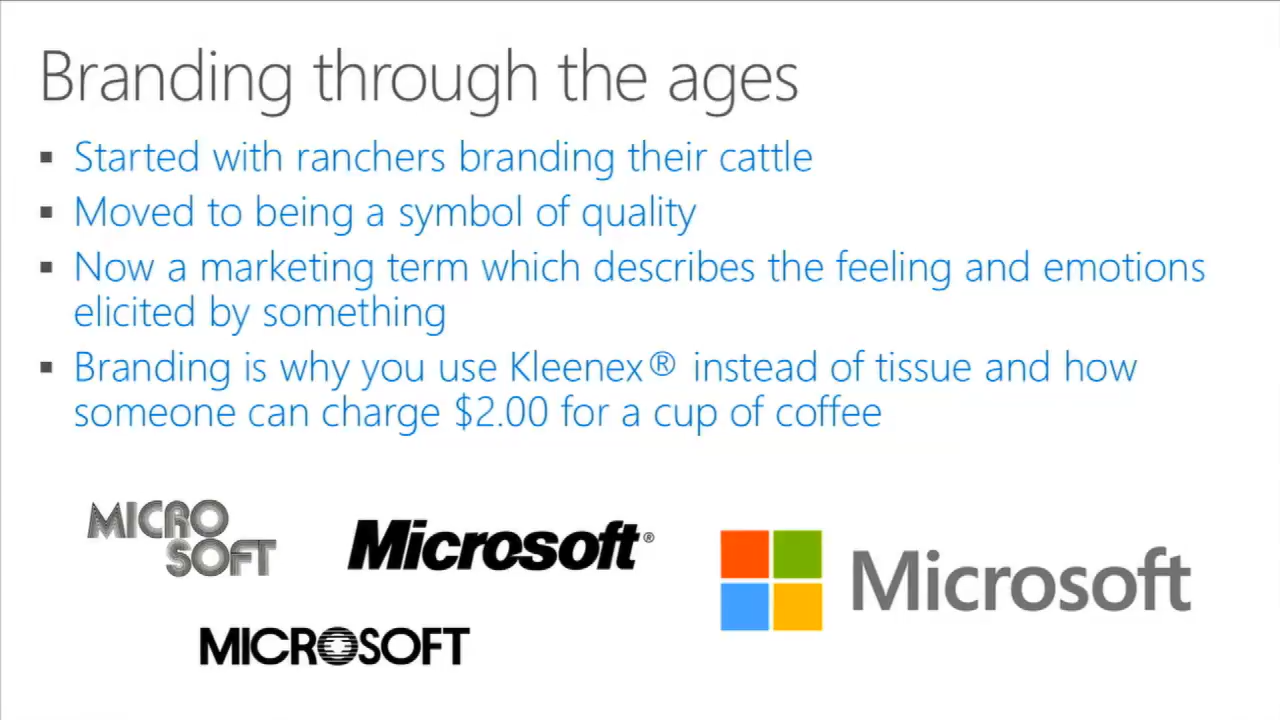 Branding through the ages
▪ Started with ranchers branding their cattle
▪ Moved to being a symbol of quality
▪ Now a marketing term which describes the feeling and emotions
elicited by something
▪ Branding is why you use Kleenex® instead of tissue and how
someone can charge $2.00 for a cup of coffee
MICRO
SOFT
Microsoft®
MICROSOFT
Microsoft